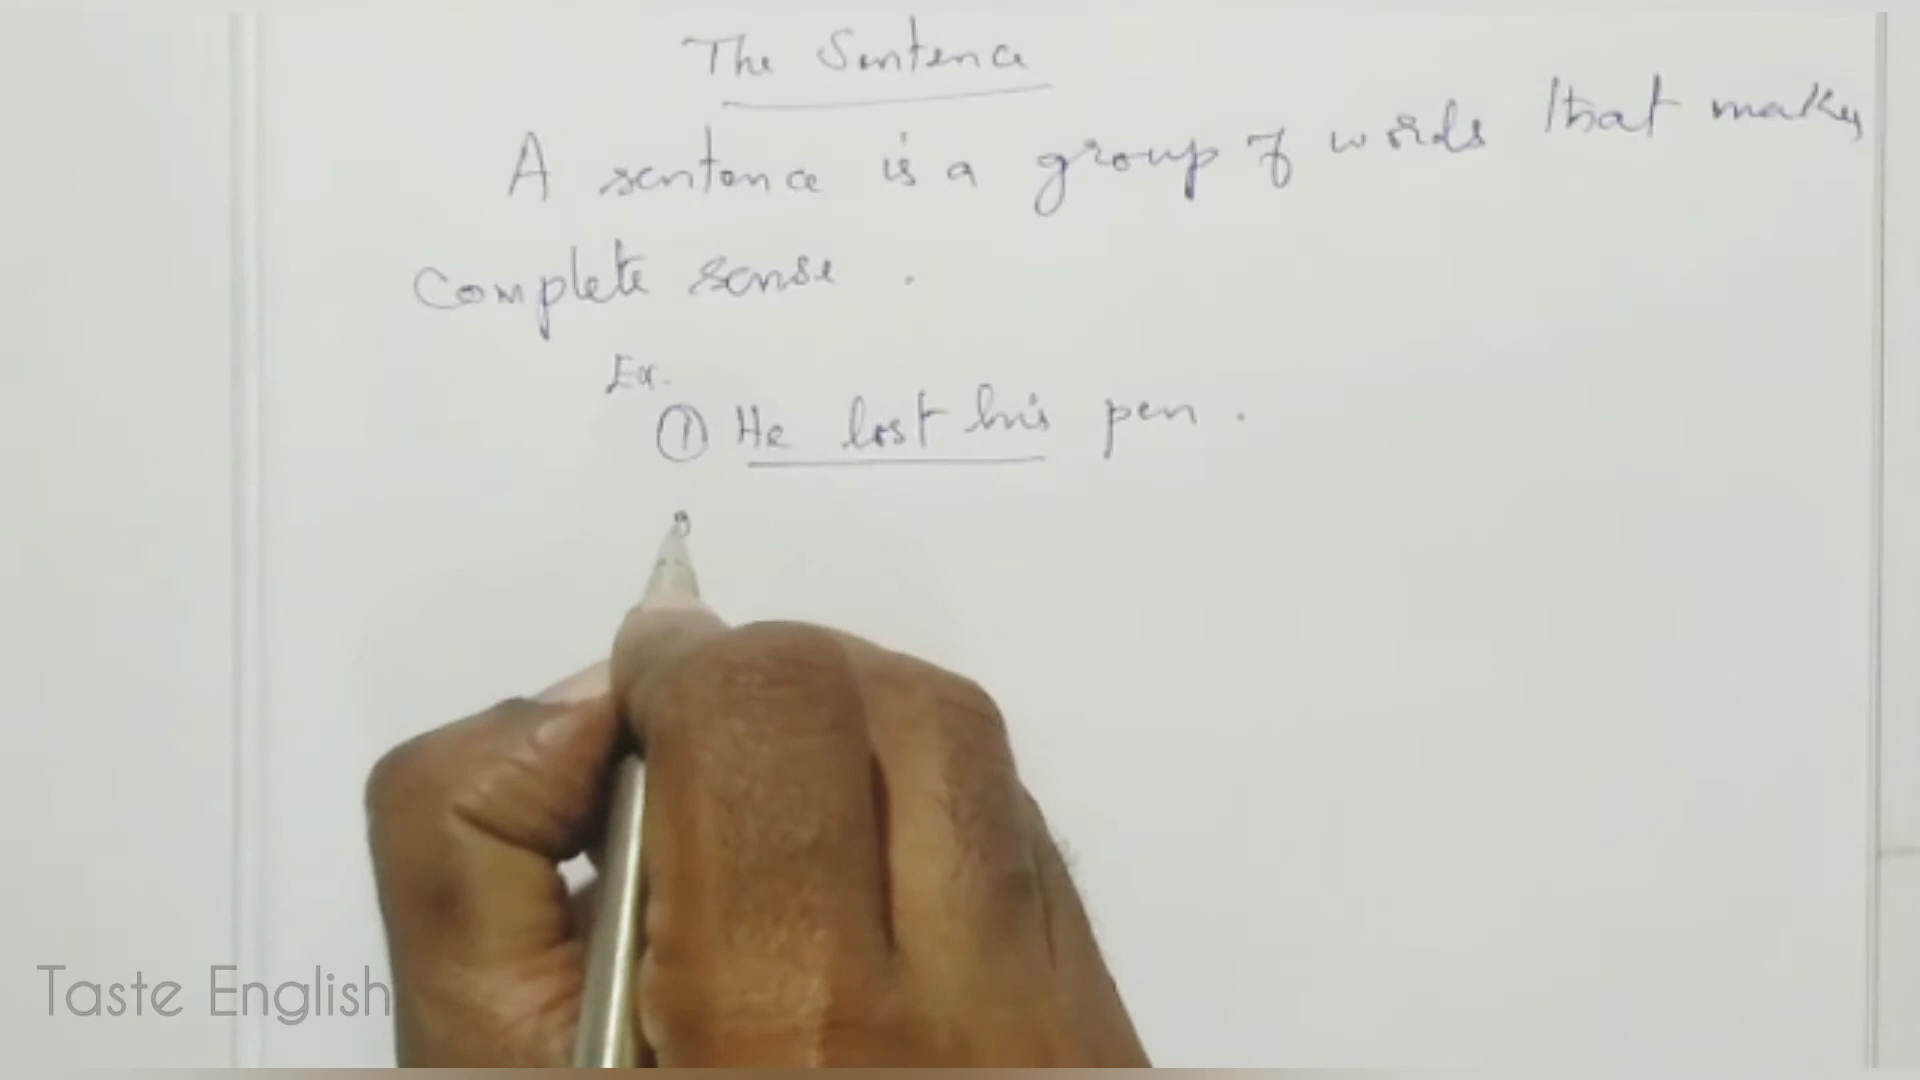 The Sentence
A sentence is a group of words that makes
complete sense .
Ex.
① He lost his pen .
Taste English